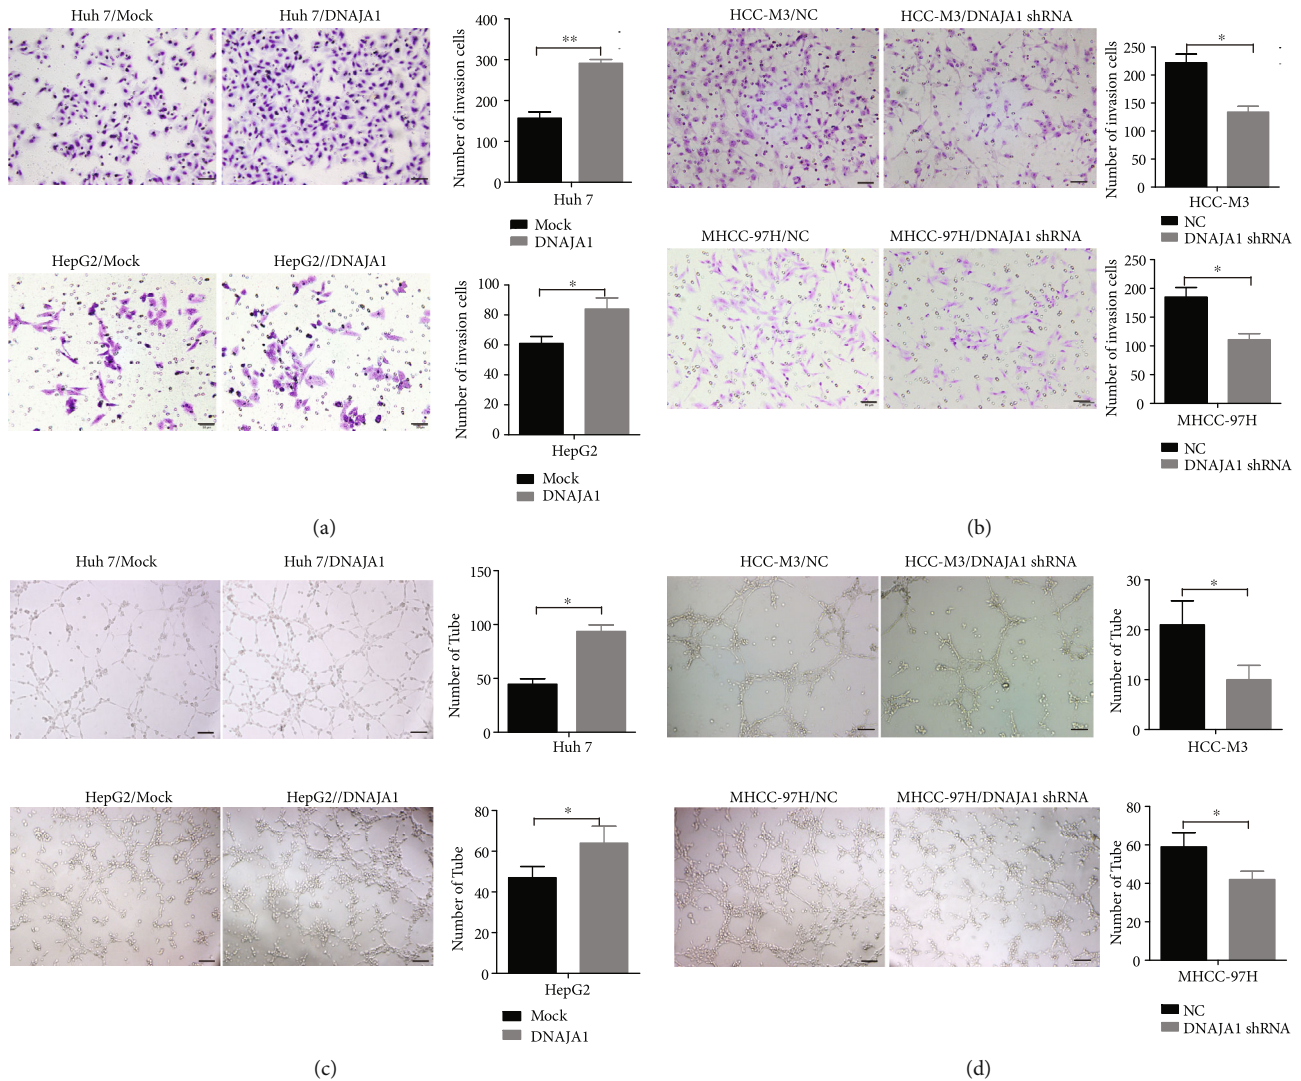 Huh 7/Mock
Huh 7/DNAJA1
Number of invasion cells
400
300
200
100
0
**
Huh 7
Mock
DNAJA1
HepG2/Mock
HepG2//DNAJA1
Number of invasion cells
100
80
60
40
20
0
*
HepG2
Mock
DNAJA1
(a)
HCC-M3/NC
HCC-M3/DNAJA1 shRNA
Number of invasion cells
250
200
150
100
50
0
*
HCC-M3
NC
DNAJA1 shRNA
MHCC-97H/NC
MHCC-97H/DNAJA1 shRNA
Number of invasion cells
250
200
150
100
50
0
*
MHCC-97H
NC
DNAJA1 shRNA
(b)
Huh 7/Mock
Huh 7/DNAJA1
Number of Tube
150
100
50
0
*
Huh 7
HepG2/Mock
HepG2//DNAJA1
Number of Tube
80
60
40
20
0
*
HepG2
Mock
DNAJA1
(c)
HCC-M3/NC
HCC-M3/DNAJA1 shRNA
Number of Tube
30
20
10
0
*
HCC-M3
MHCC-97H/NC
MHCC-97H/DNAJA1 shRNA
Number of Tube
80
60
40
20
0
*
MHCC-97H
NC
DNAJA1 shRNA
(d)